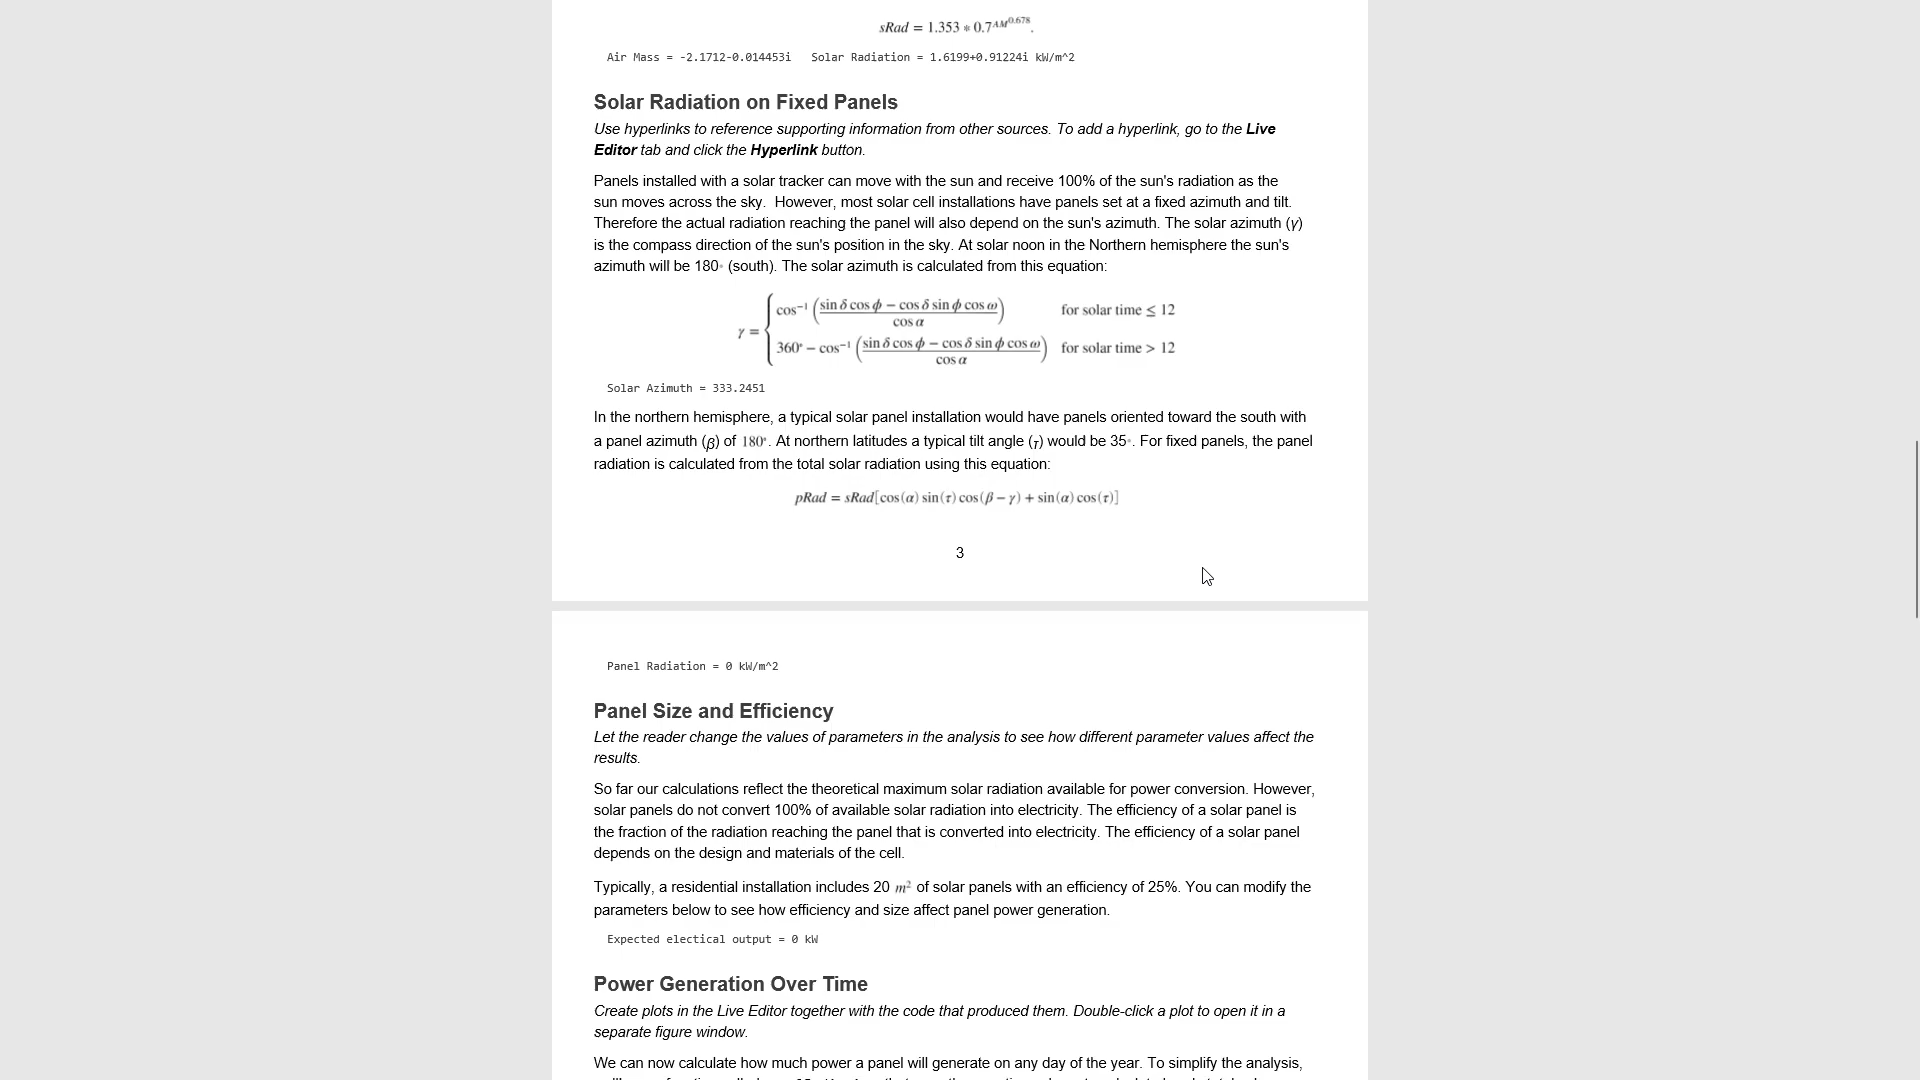 sRad = 1.353 * 0.7^AM^0.678.
Air Mass = -2.1712-0.014453i   Solar Radiation = 1.6199+0.91224i kW/m^2
Solar Radiation on Fixed Panels
Use hyperlinks to reference supporting information from other sources. To add a hyperlink, go to the Live
Editor tab and click the Hyperlink button.
Panels installed with a solar tracker can move with the sun and receive 100% of the sun's radiation as the
sun moves across the sky.  However, most solar cell installations have panels set at a fixed azimuth and tilt.
Therefore the actual radiation reaching the panel will also depend on the sun's azimuth. The solar azimuth (γ)
is the compass direction of the sun's position in the sky. At solar noon in the Northern hemisphere the sun's
azimuth will be 180° (south). The solar azimuth is calculated from this equation:
γ = { cos⁻¹ ( (sin δ cos ϕ − cos δ sin ϕ cos ω) / cos α ) for solar time ≤ 12
360° − cos⁻¹ ( (sin δ cos ϕ − cos δ sin ϕ cos ω) / cos α ) for solar time > 12
Solar Azimuth = 333.2451
In the northern hemisphere, a typical solar panel installation would have panels oriented toward the south with
a panel azimuth (β) of 180°. At northern latitudes a typical tilt angle (τ) would be 35°. For fixed panels, the panel
radiation is calculated from the total solar radiation using this equation:
pRad = sRad[cos(α) sin(τ) cos(β − γ) + sin(α) cos(τ)]
3
Panel Radiation = 0 kW/m^2
Panel Size and Efficiency
Let the reader change the values of parameters in the analysis to see how different parameter values affect the
results.
So far our calculations reflect the theoretical maximum solar radiation available for power conversion. However,
solar panels do not convert 100% of available solar radiation into electricity. The efficiency of a solar panel is
the fraction of the radiation reaching the panel that is converted into electricity. The efficiency of a solar panel
depends on the design and materials of the cell.
Typically, a residential installation includes 20 m² of solar panels with an efficiency of 25%. You can modify the
parameters below to see how efficiency and size affect panel power generation.
Expected electical output = 0 kW
Power Generation Over Time
Create plots in the Live Editor together with the code that produced them. Double-click a plot to open it in a
separate figure window.
We can now calculate how much power a panel will generate on any day of the year. To simplify the analysis,